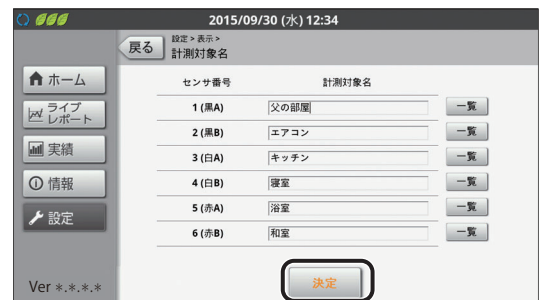 2015/09/30 (水) 12:34
戻る
設定 > 表示 >
計測対象名
ホーム
ライブ
レポート
実績
情報
設定
Ver *.*.*.*
センサ番号 計測対象名
1 (黒A) 父の部屋 一覧
2 (黒B) エアコン 一覧
3 (白A) キッチン 一覧
4 (白B) 寝室 一覧
5 (赤A) 浴室 一覧
6 (赤B) 和室 一覧
決定